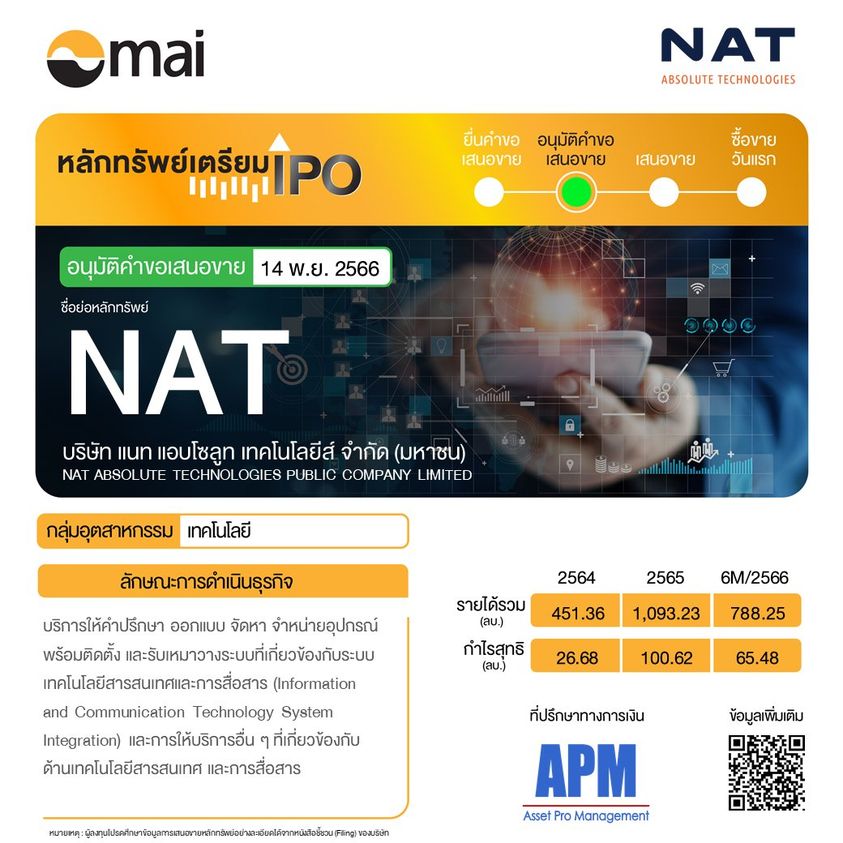 mai
NAT
ABSOLUTE TECHNOLOGIES
หลักทรัพย์เตรียม IPO
ยื่นคำขอ
เสนอขาย
อนุมัติคำขอ
เสนอขาย
เสนอขาย
ซื้อขาย
วันแรก
อนุมัติคำขอเสนอขาย 14 พ.ย. 2566
ชื่อย่อหลักทรัพย์
NAT
บริษัท แนท แอบโซลูท เทคโนโลยีส์ จำกัด (มหาชน)
NAT ABSOLUTE TECHNOLOGIES PUBLIC COMPANY LIMITED
กลุ่มอุตสาหกรรม เทคโนโลยี
ลักษณะการดำเนินธุรกิจ
บริการให้คำปรึกษา ออกแบบ จัดหา จำหน่ายอุปกรณ์
พร้อมติดตั้ง และรับเหมาวางระบบที่เกี่ยวข้องกับระบบ
เทคโนโลยีสารสนเทศและการสื่อสาร (Information
and Communication Technology System
Integration) และการให้บริการอื่น ๆ ที่เกี่ยวข้องกับ
ด้านเทคโนโลยีสารสนเทศ และการสื่อสาร
2564 2565 6M/2566
รายได้รวม 451.36 1,093.23 788.25
(ลบ.)
กำไรสุทธิ 26.68 100.62 65.48
(ลบ.)
ที่ปรึกษาทางการเงิน
APM
Asset Pro Management
ข้อมูลเพิ่มเติม
หมายเหตุ : ผู้ลงทุนโปรดศึกษาข้อมูลการเสนอขายหลักทรัพย์อย่างละเอียดได้จากหนังสือชี้ชวน (Filing) ของบริษัท